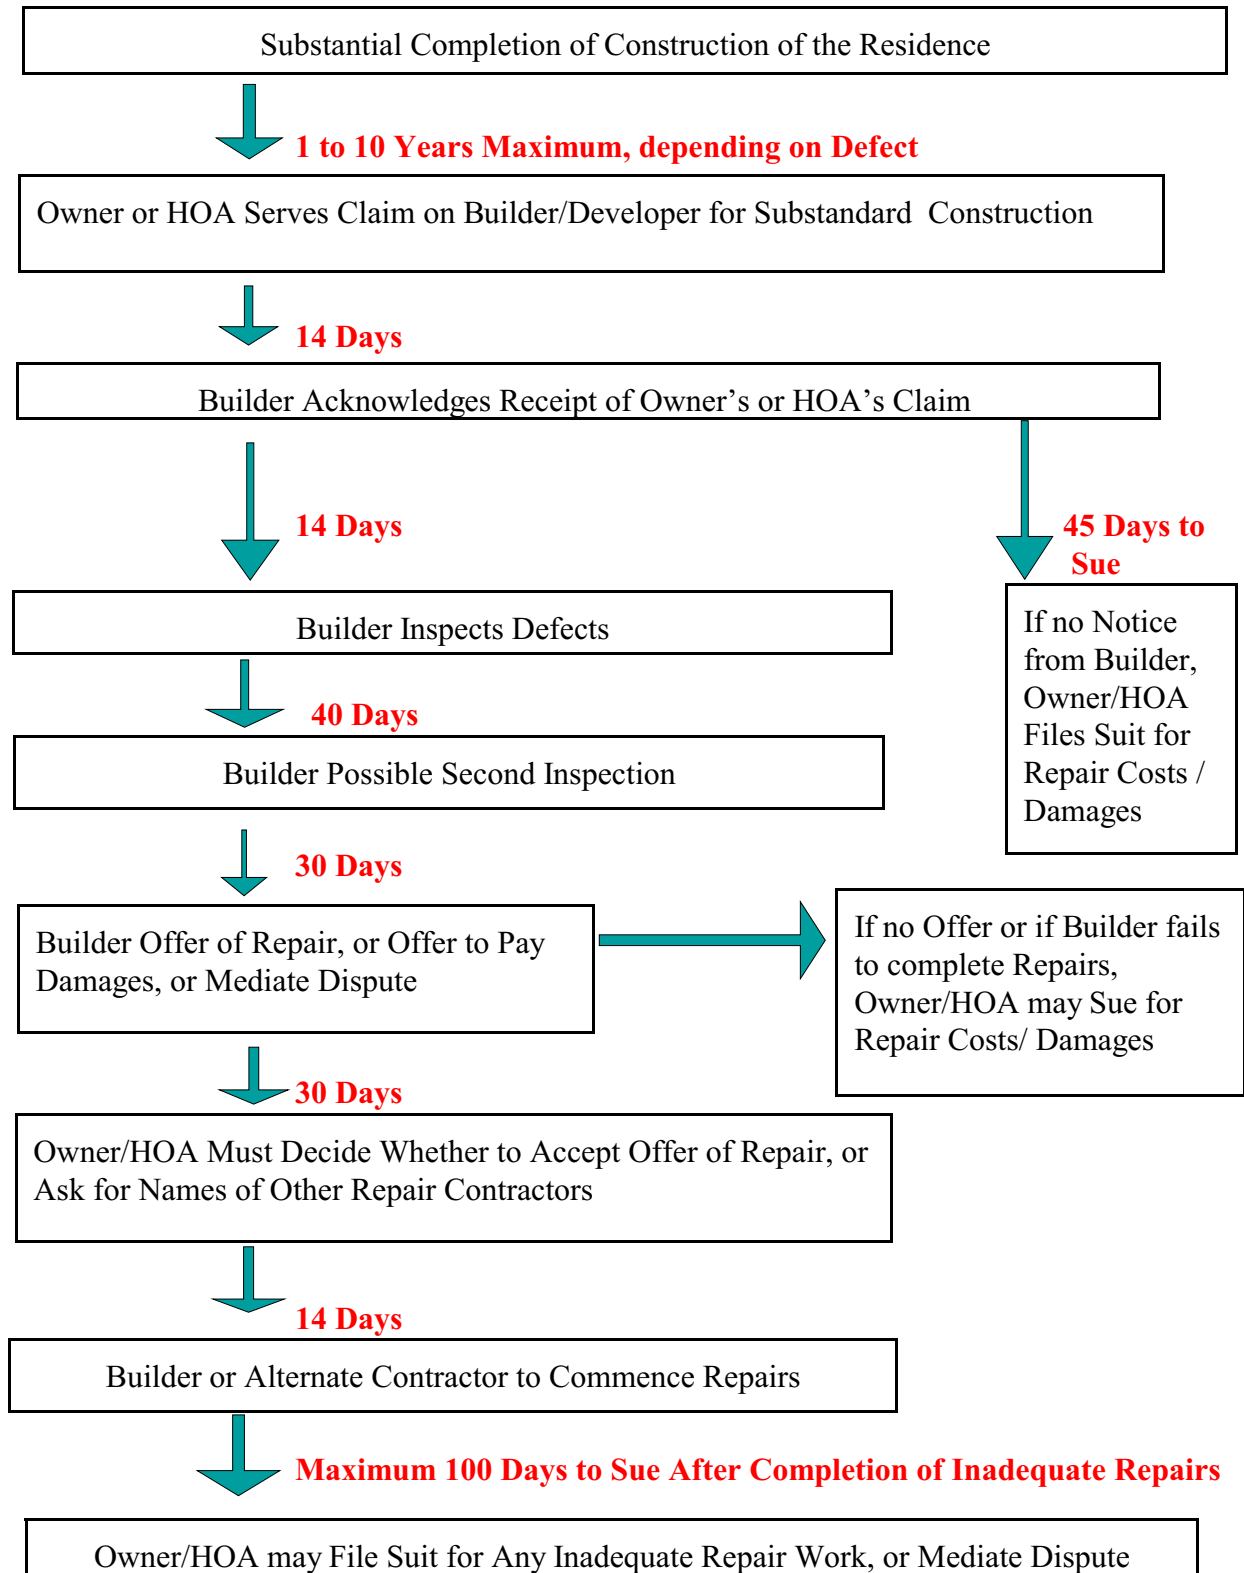 Substantial Completion of Construction of the Residence
1 to 10 Years Maximum, depending on Defect
Owner or HOA Serves Claim on Builder/Developer for Substandard Construction
14 Days
Builder Acknowledges Receipt of Owner’s or HOA’s Claim
14 Days
45 Days to
Sue
Builder Inspects Defects
If no Notice
from Builder,
Owner/HOA
Files Suit for
Repair Costs /
Damages
40 Days
Builder Possible Second Inspection
30 Days
Builder Offer of Repair, or Offer to Pay
Damages, or Mediate Dispute
If no Offer or if Builder fails
to complete Repairs,
Owner/HOA may Sue for
Repair Costs/ Damages
30 Days
Owner/HOA Must Decide Whether to Accept Offer of Repair, or
Ask for Names of Other Repair Contractors
14 Days
Builder or Alternate Contractor to Commence Repairs
Maximum 100 Days to Sue After Completion of Inadequate Repairs
Owner/HOA may File Suit for Any Inadequate Repair Work, or Mediate Dispute